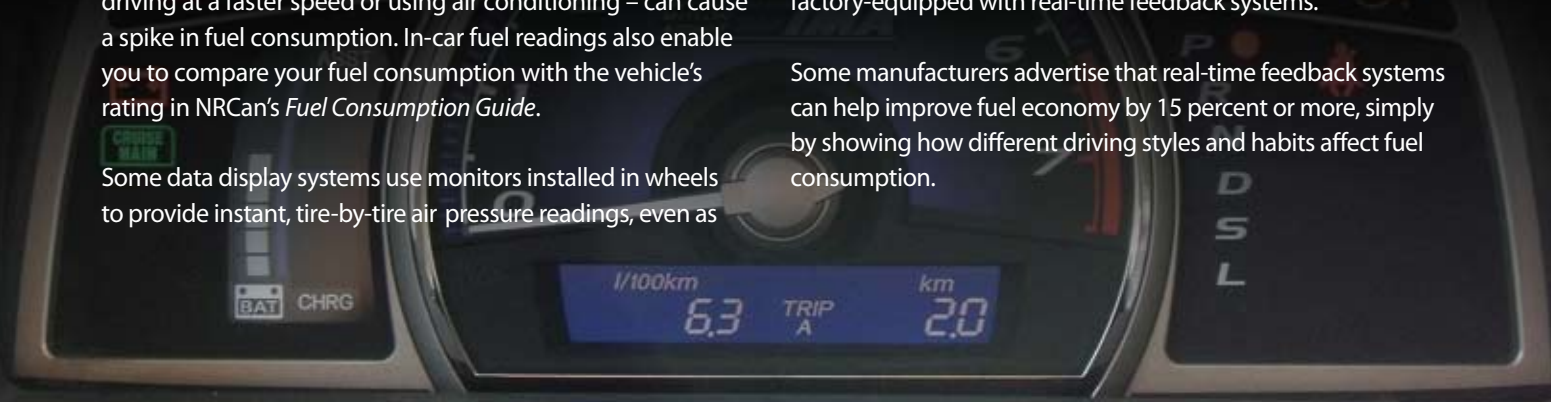 driving at a faster speed or using air conditioning – can cause
a spike in fuel consumption. In-car fuel readings also enable
you to compare your fuel consumption with the vehicle's
rating in NRCan's Fuel Consumption Guide.
Some data display systems use monitors installed in wheels
to provide instant, tire-by-tire air pressure readings, even as
factory-equipped with real-time feedback systems.
Some manufacturers advertise that real-time feedback systems
can help improve fuel economy by 15 percent or more, simply
by showing how different driving styles and habits affect fuel
consumption.
CRUISE
MAIN
BAT CHRG
IMA
0
6
7
l/100km km
6.3 TRIP A 2.0
P
R
N
D
S
L